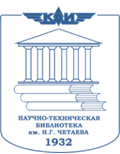 КАИ
НАУЧНО-ТЕХНИЧЕСКАЯ
БИБЛИОТЕКА
им. Н.Г. ЧЕТАЕВА
1932